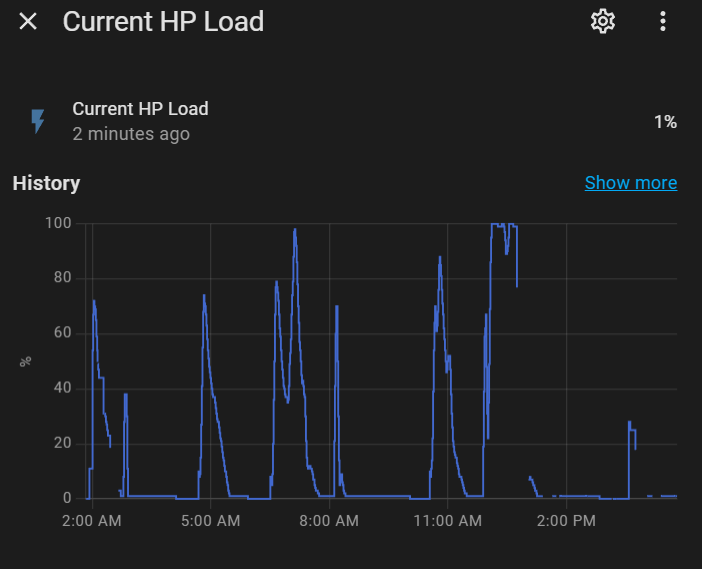 Current HP Load
Current HP Load
2 minutes ago
1%
History
Show more
100
80
60
40
20
0
%
2:00 AM
5:00 AM
8:00 AM
11:00 AM
2:00 PM